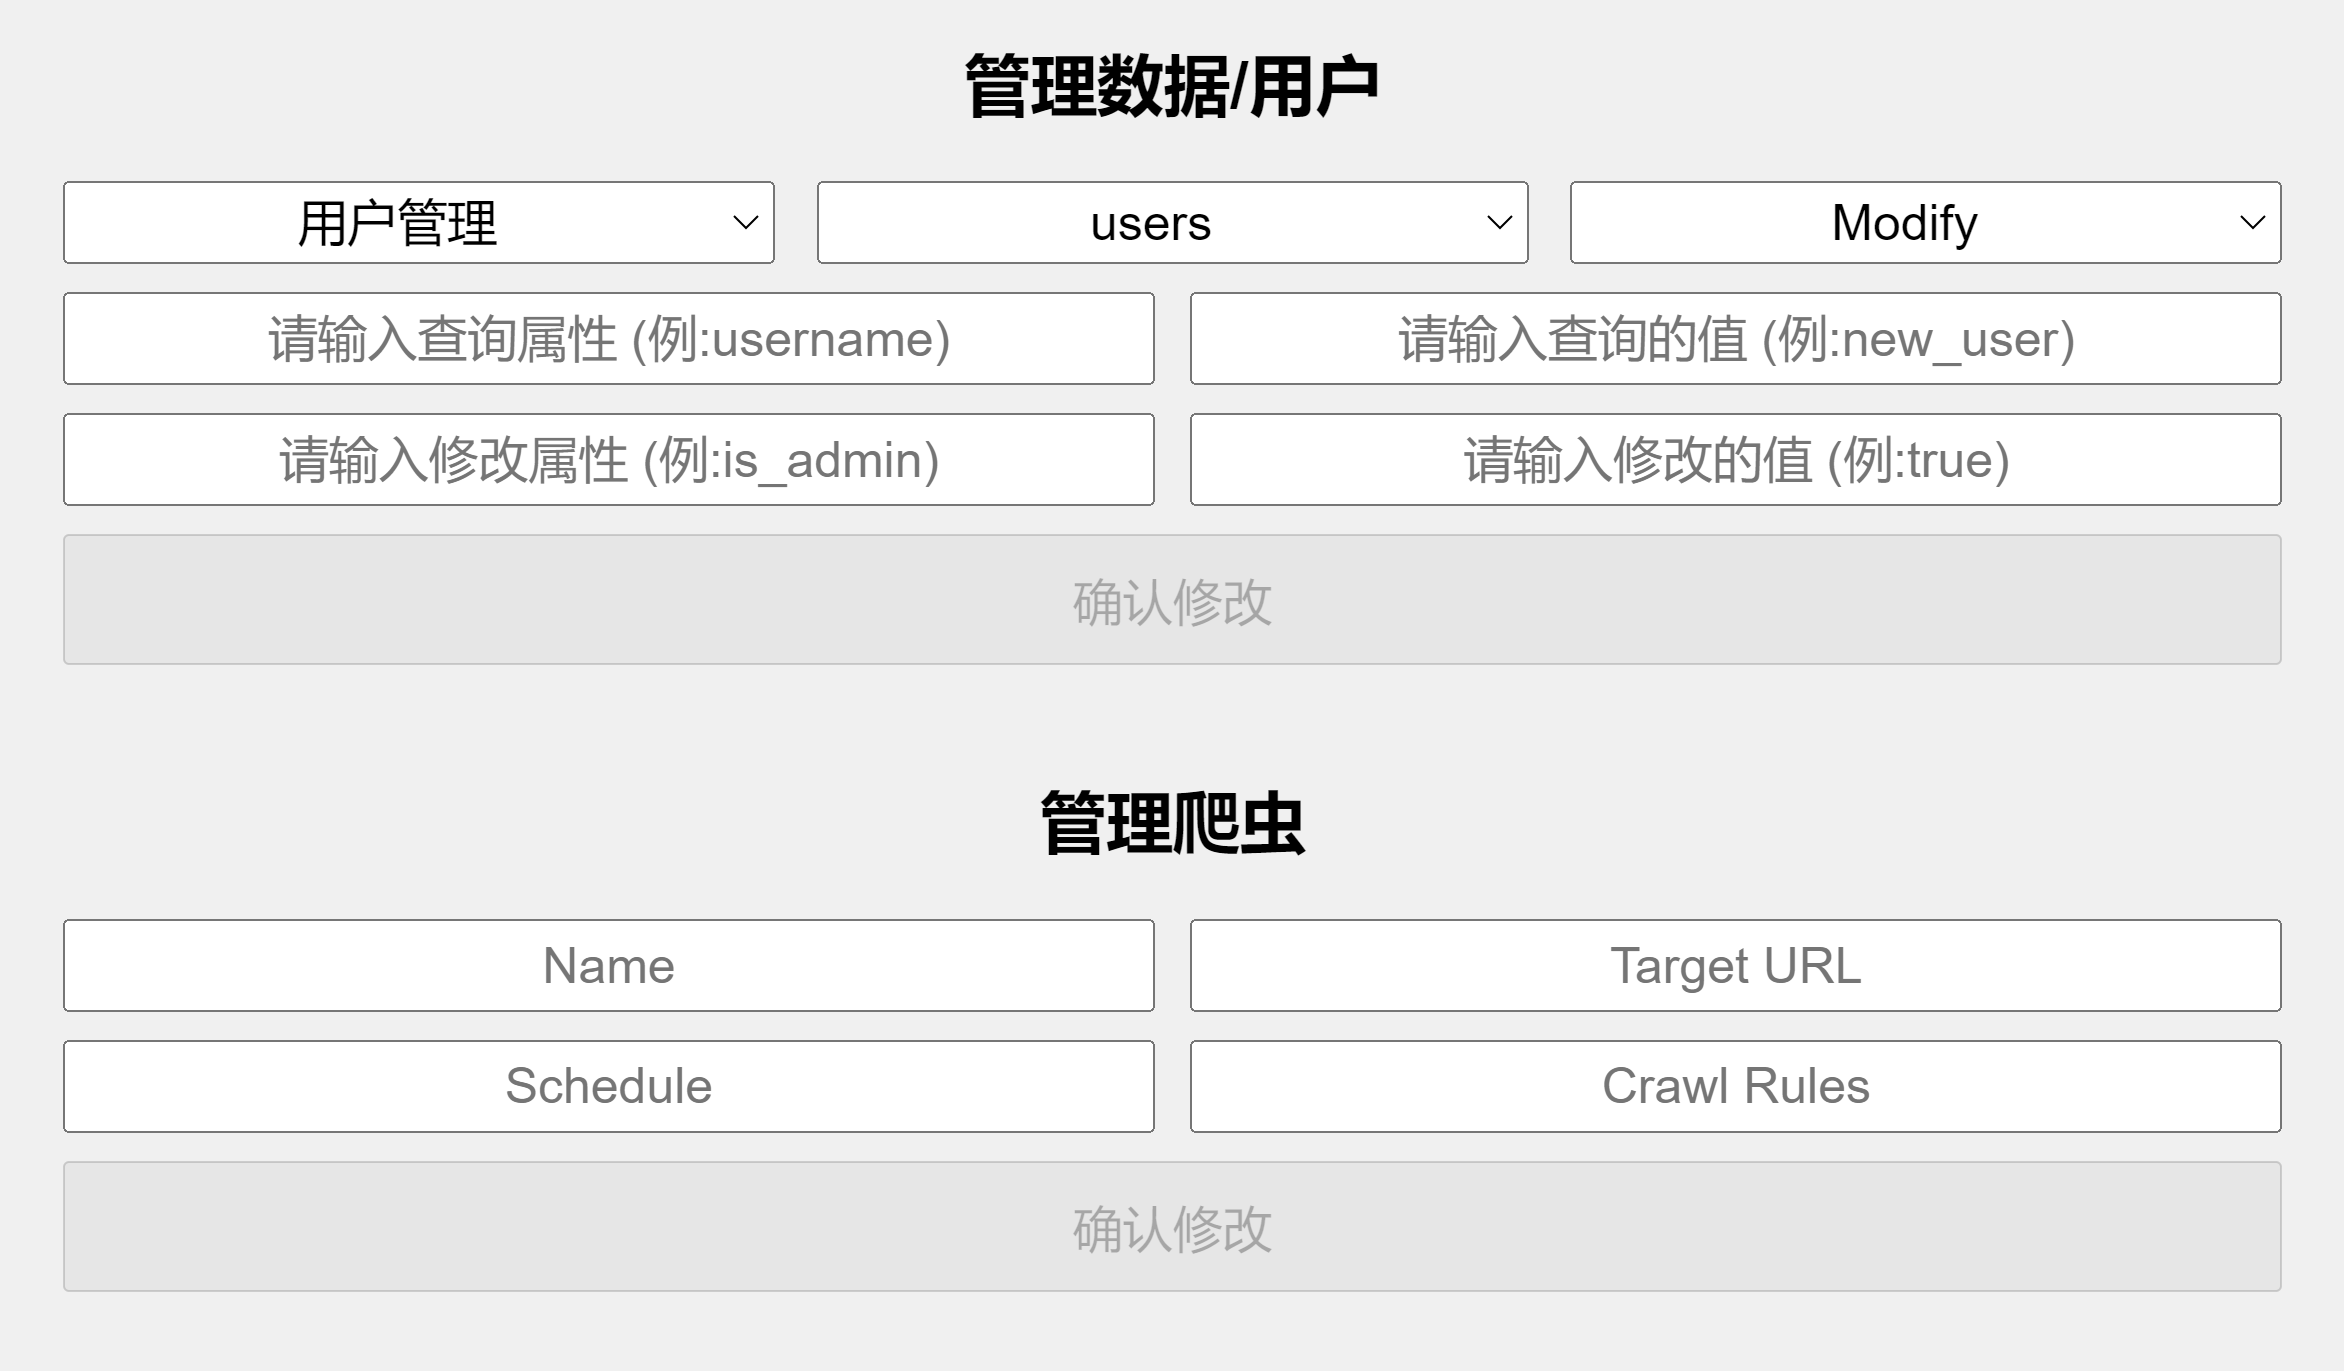 管理数据/用户
用户管理 users Modify
请输入查询属性 (例:username) 请输入查询的值 (例:new_user)
请输入修改属性 (例:is_admin) 请输入修改的值 (例:true)
确认修改
管理爬虫
Name Target URL
Schedule Crawl Rules
确认修改